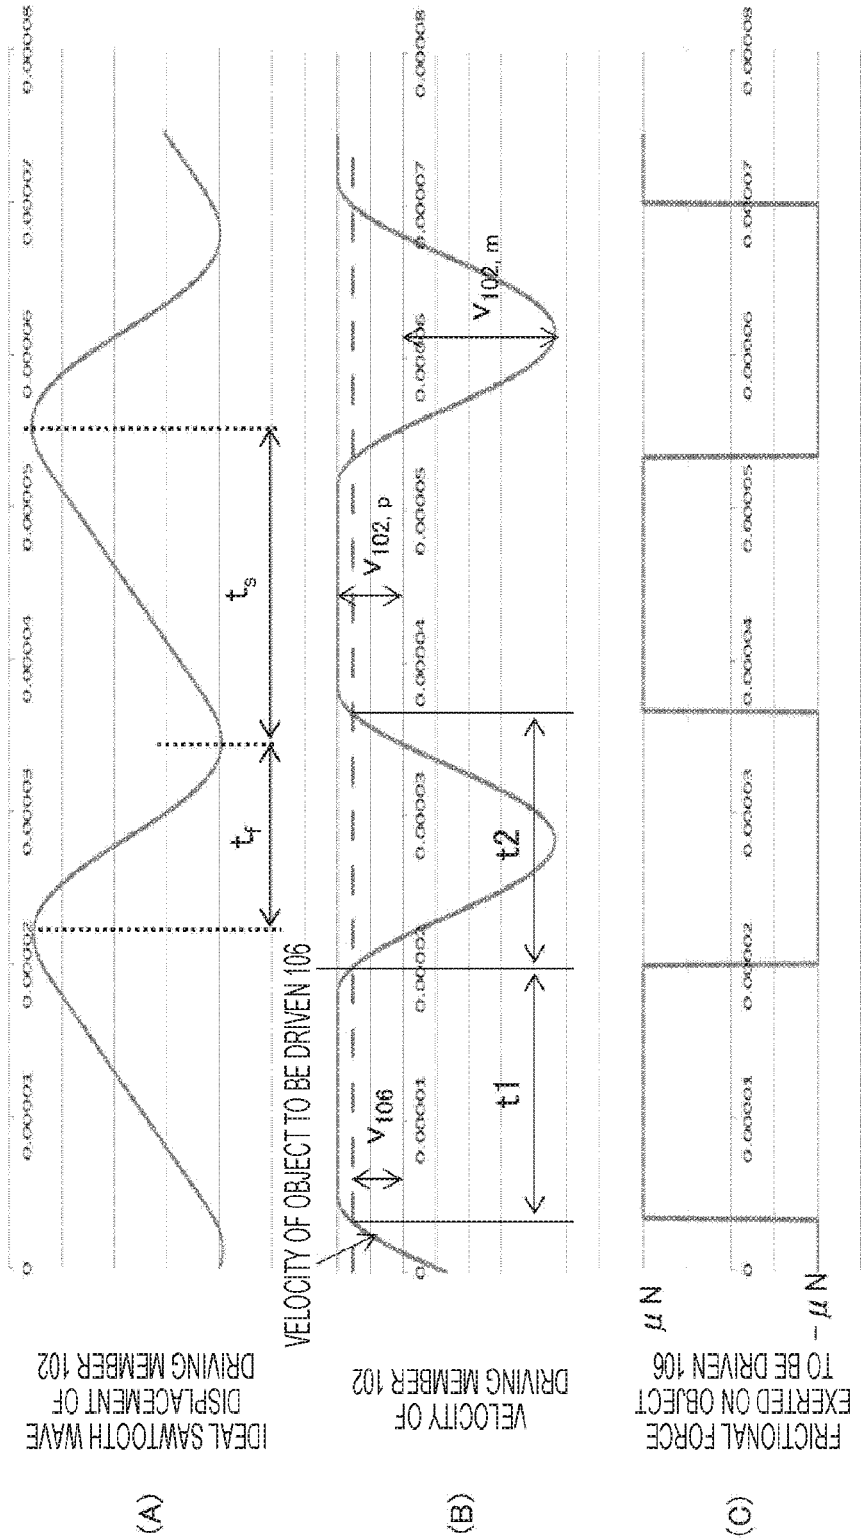 (A)
IDEAL SAWTOOTH WAVE
DISPLACEMENT OF
DRIVING MEMBER 102
0
0.00001
0.00002
0.00003
0.00004
0.00005
0.00006
0.00007
0.00008
tf
ts
(B)
VELOCITY OF
DRIVING MEMBER 102
VELOCITY OF OBJECT TO BE DRIVEN 106
0
0.00001
0.00002
0.00003
0.00004
0.00005
0.00006
0.00007
0.00008
V106
V102, p
V102, m
t1
t2
(C)
FRICTIONAL FORCE
EXERTED ON OBJECT
TO BE DRIVEN 106
μN
-μN
0
0.00001
0.00002
0.00003
0.00004
0.00005
0.00006
0.00007
0.00008